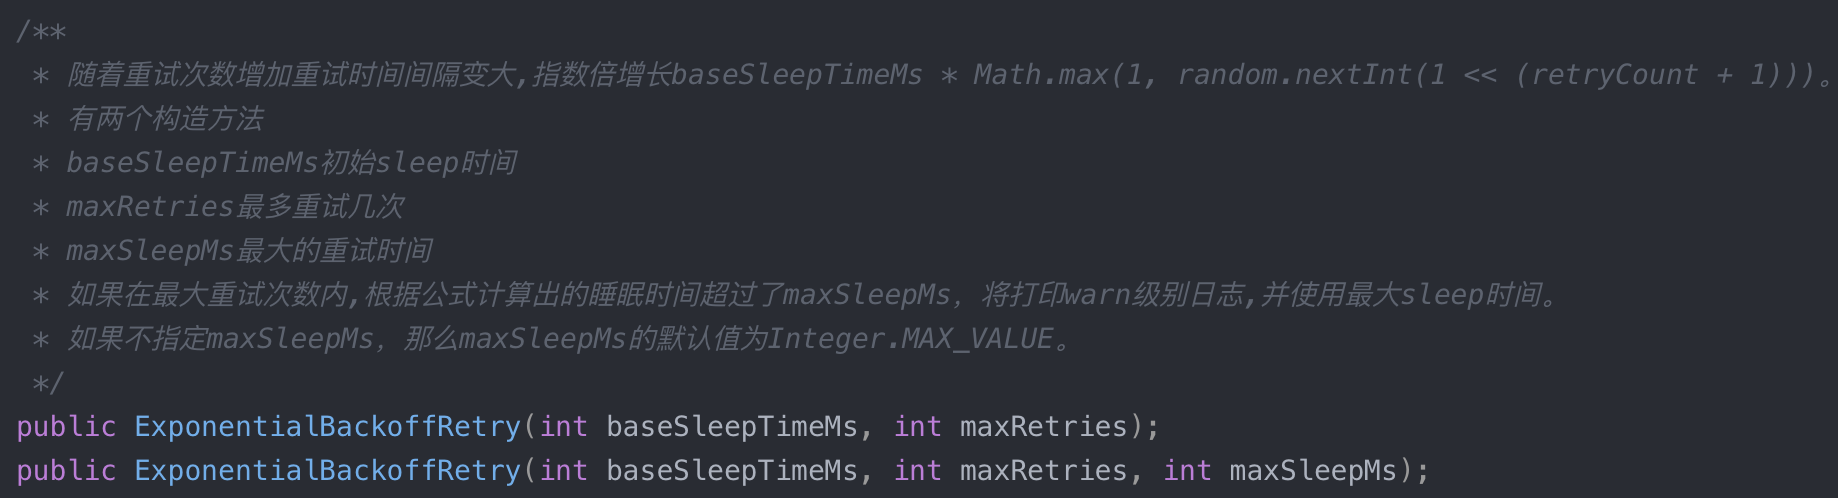 /**
 * 随着重试次数增加重试时间间隔变大,指数倍增长baseSleepTimeMs * Math.max(1, random.nextInt(1 << (retryCount + 1)))。
 * 有两个构造方法
 * baseSleepTimeMs初始sleep时间
 * maxRetries最多重试几次
 * maxSleepMs最大的重试时间
 * 如果在最大重试次数内,根据公式计算出的睡眠时间超过了maxSleepMs，将打印warn级别日志,并使用最大sleep时间。
 * 如果不指定maxSleepMs，那么maxSleepMs的默认值为Integer.MAX_VALUE。
 */
public ExponentialBackoffRetry(int baseSleepTimeMs, int maxRetries);
public ExponentialBackoffRetry(int baseSleepTimeMs, int maxRetries, int maxSleepMs);